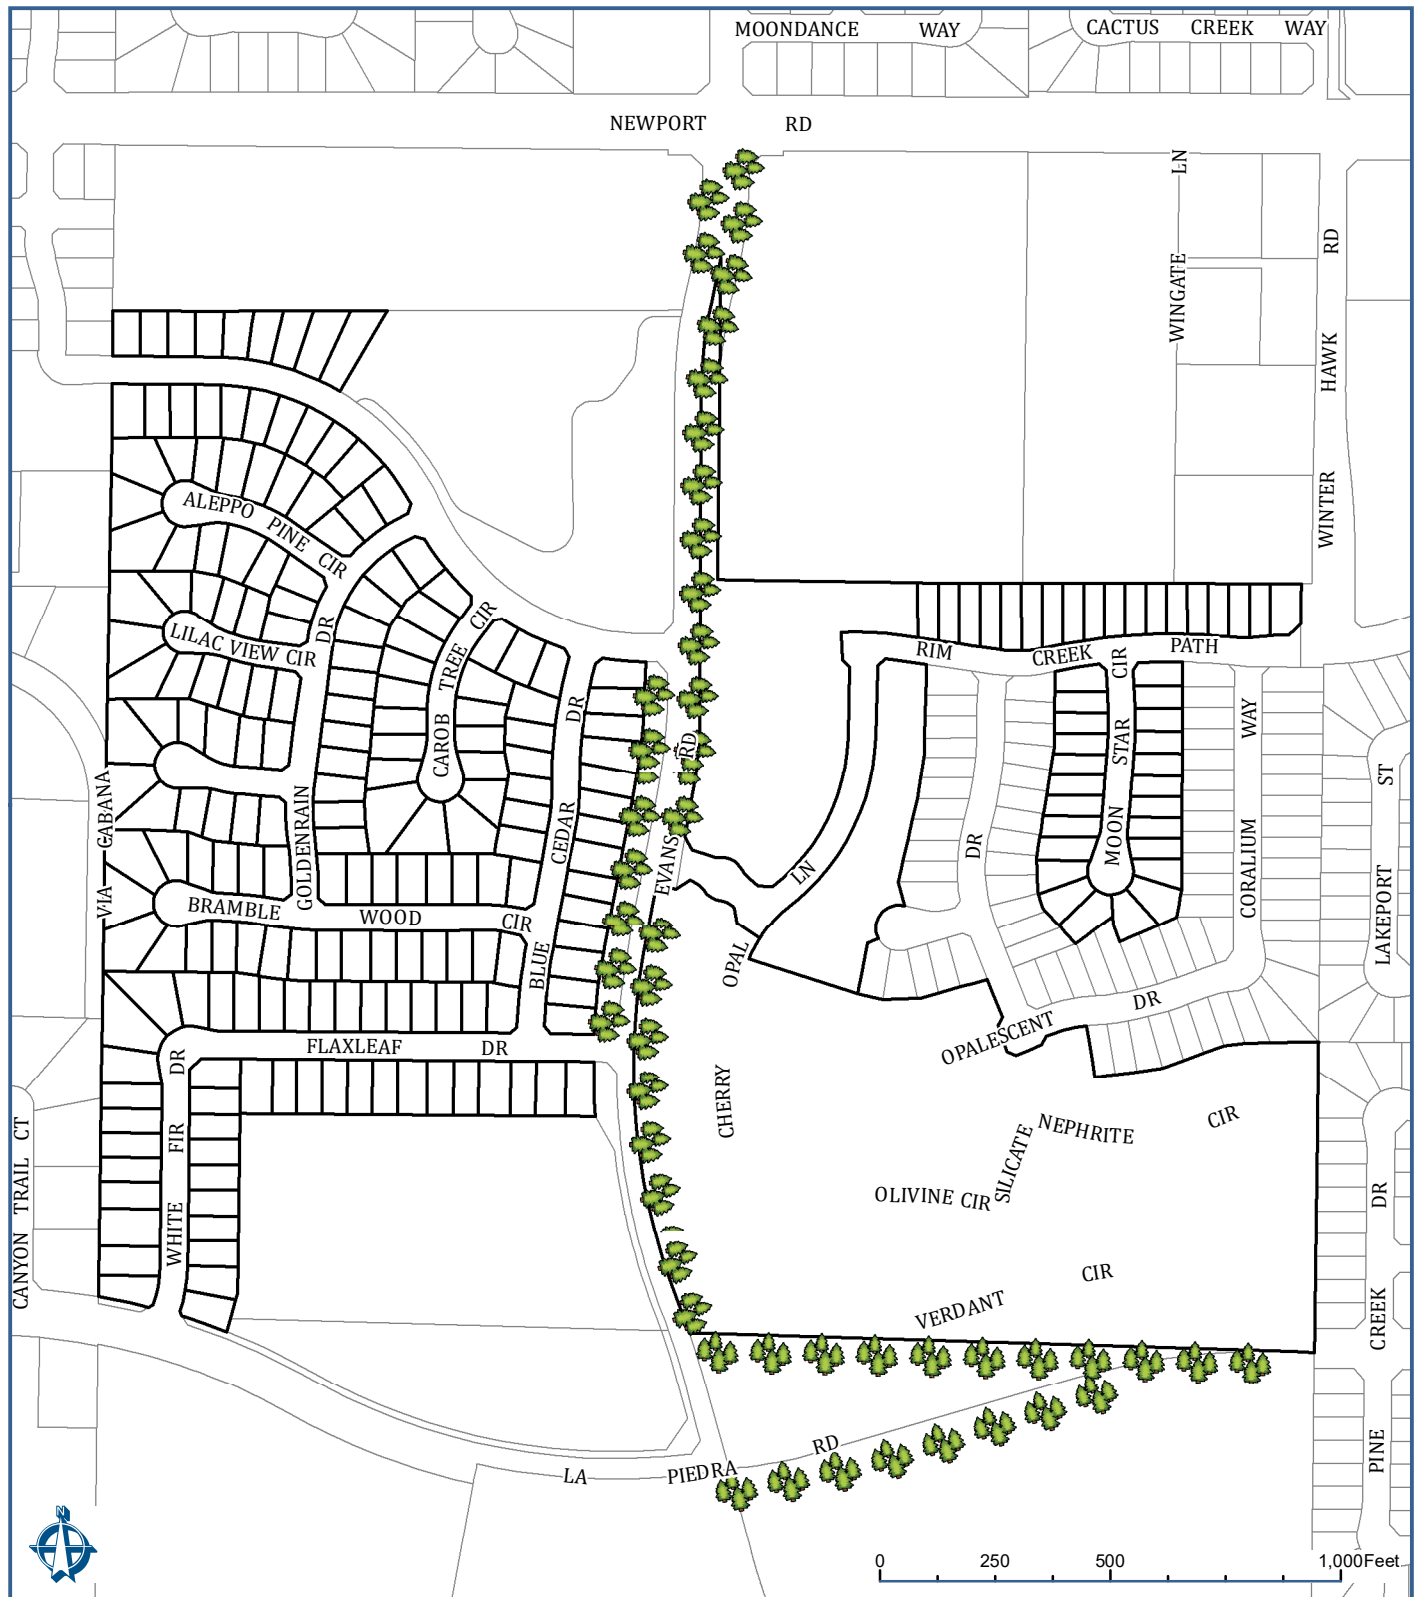 MOONDANCE WAY
CACTUS CREEK WAY
NEWPORT RD
WINGATE LN
WINTER HAWK RD
ALEPPO PINE CIR
LILAC VIEW CIR
GOLDENRAIN DR
CAROB TREE CIR
BLUE CEDAR DR
EVANS RD
RIM CREEK PATH
MOON STAR CIR
CORALIUM WAY
LAKEPORT ST
DR
VIA CABANA
BRAMBLE WOOD CIR
CHERRY OPAL LN
OPALESCENT DR
FLAXLEAF DR
WHITE FIR DR
CANYON TRAIL CT
NEPHRITE CIR
SILICATE
OLIVINE CIR
VERDANT CIR
PINE CREEK DR
LA PIEDRA RD
N
0 250 500 1,000Feet